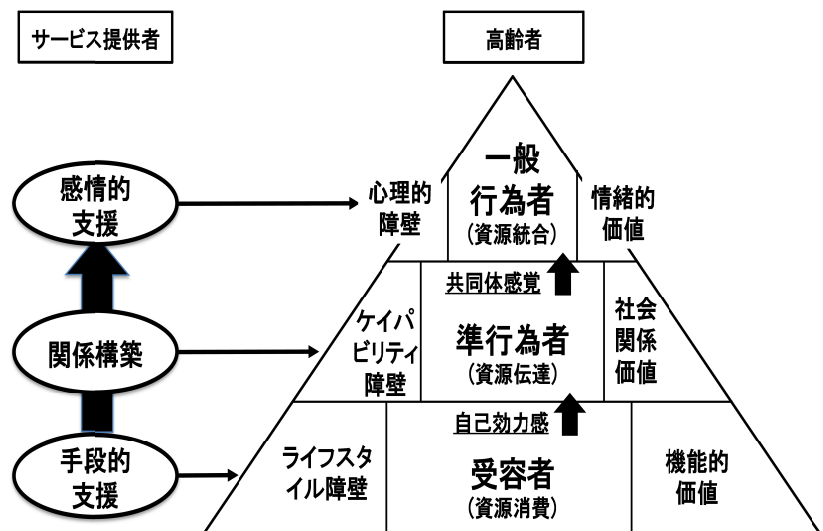 サービス提供者
高齢者
感情的
支援
心理的
障壁
一般
行為者
(資源統合)
情緒的
価値
共同体感覚
関係構築
ケイパ
ビリティ
障壁
準行為者
(資源伝達)
社会
関係
価値
自己効力感
手段的
支援
ライフスタ
イル障壁
受容者
(資源消費)
機能的
価値